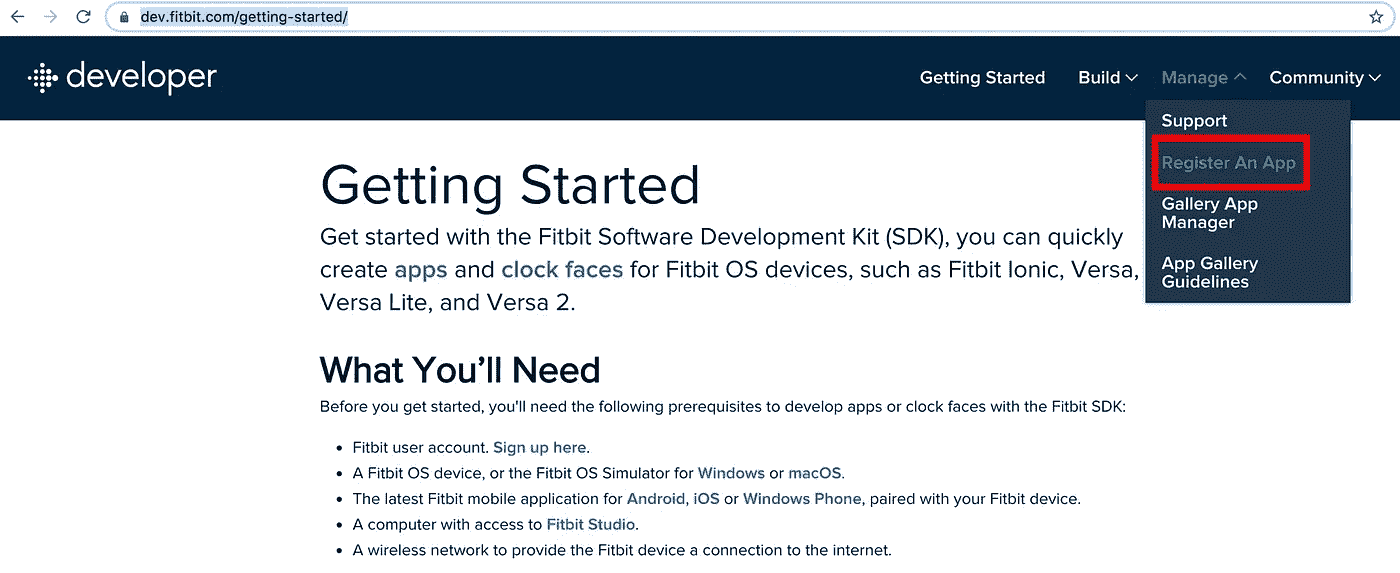 dev.fitbit.com/getting-started/
developer
Getting Started
Build
Manage
Community
Support
Register An App
Gallery App
Manager
App Gallery
Guidelines
Getting Started
Get started with the Fitbit Software Development Kit (SDK), you can quickly
create apps and clock faces for Fitbit OS devices, such as Fitbit Ionic, Versa,
Versa Lite, and Versa 2.
What You’ll Need
Before you get started, you'll need the following prerequisites to develop apps or clock faces with the Fitbit SDK:
• Fitbit user account. Sign up here.
• A Fitbit OS device, or the Fitbit OS Simulator for Windows or macOS.
• The latest Fitbit mobile application for Android, iOS or Windows Phone, paired with your Fitbit device.
• A computer with access to Fitbit Studio.
• A wireless network to provide the Fitbit device a connection to the internet.